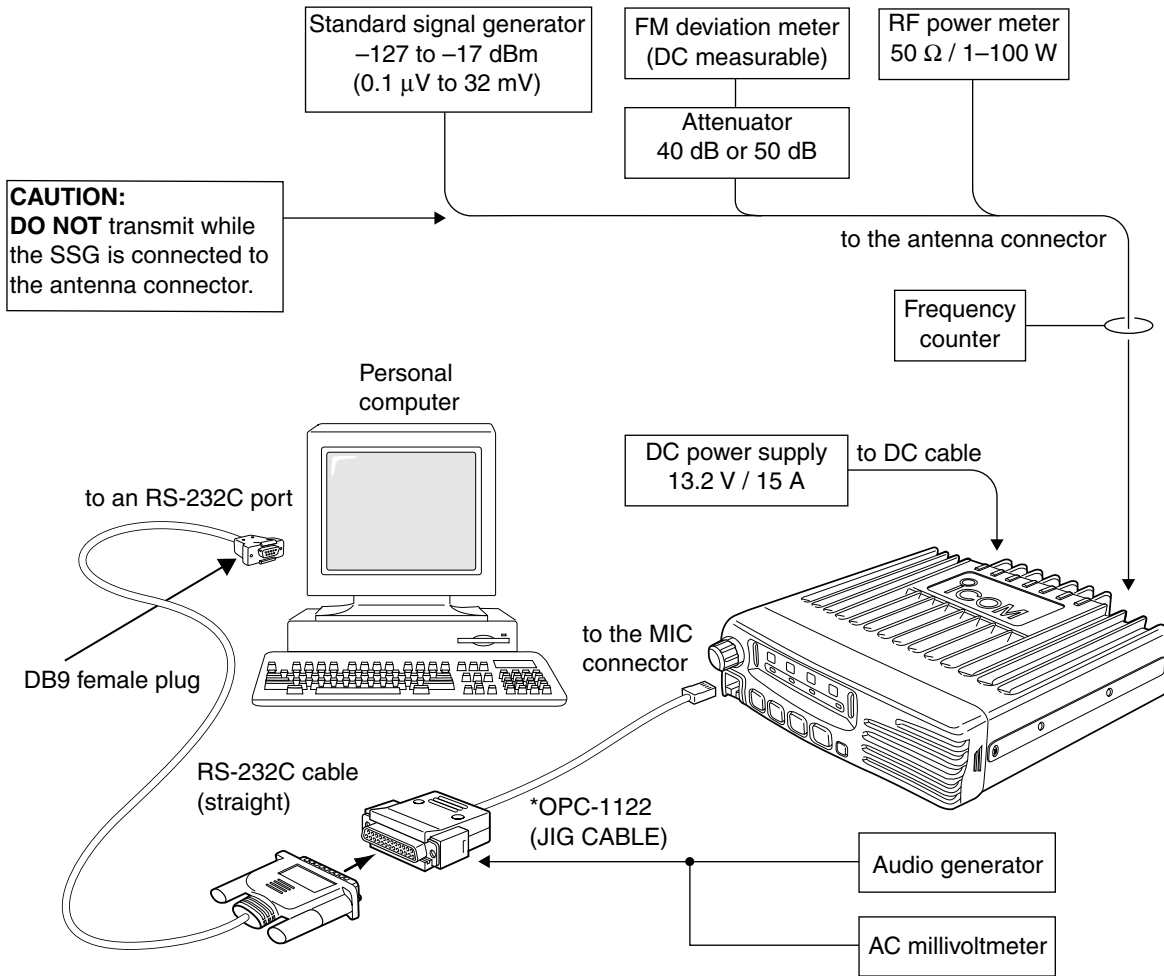 Standard signal generator
–127 to –17 dBm
(0.1 µV to 32 mV)
FM deviation meter
(DC measurable)
RF power meter
50 Ω / 1–100 W
Attenuator
40 dB or 50 dB
CAUTION:
DO NOT transmit while
the SSG is connected to
the antenna connector.
to the antenna connector
Frequency
counter
Personal
computer
DC power supply
13.2 V / 15 A
to DC cable
to an RS-232C port
ICOM
to the MIC
connector
DB9 female plug
RS-232C cable
(straight)
*OPC-1122
(JIG CABLE)
Audio generator
AC millivoltmeter